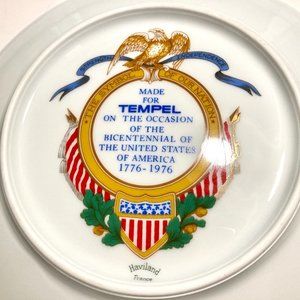 INDEPENDENCE
THE SYMBOL OF OUR NATION
MADE
FOR
TEMPEL
ON THE OCCASION
OF THE
BICENTENNIAL OF
THE UNITED STATES
OF AMERICA
1776-1976
Haviland
France